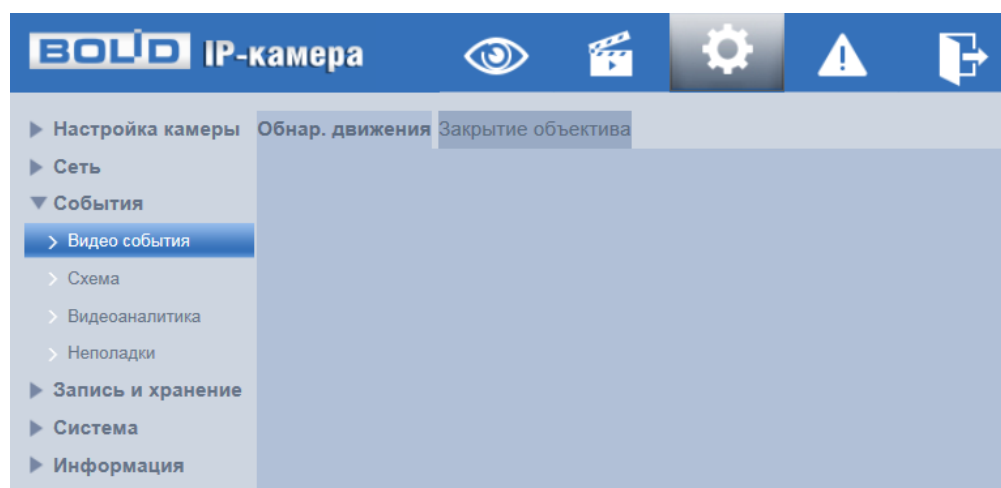 BOLID IP-камера
Настройка камеры
Сеть
События
Видео события
Схема
Видеоаналитика
Неполадки
Запись и хранение
Система
Информация
Обнар. движения Закрытие объектива